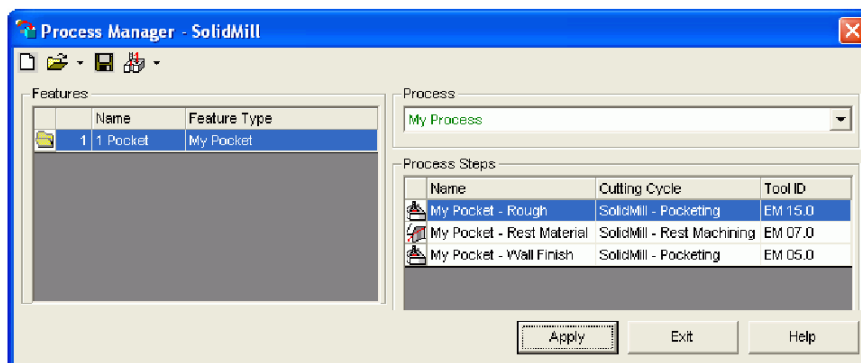 Process Manager - SolidMill
Features
Name Feature Type
1 1 Pocket My Pocket
Process
My Process
Process Steps
Name Cutting Cycle Tool ID
My Pocket - Rough SolidMill - Pocketing EM 15.0
My Pocket - Rest Material SolidMill - Rest Machining EM 07.0
My Pocket - Wall Finish SolidMill - Pocketing EM 05.0
Apply Exit Help